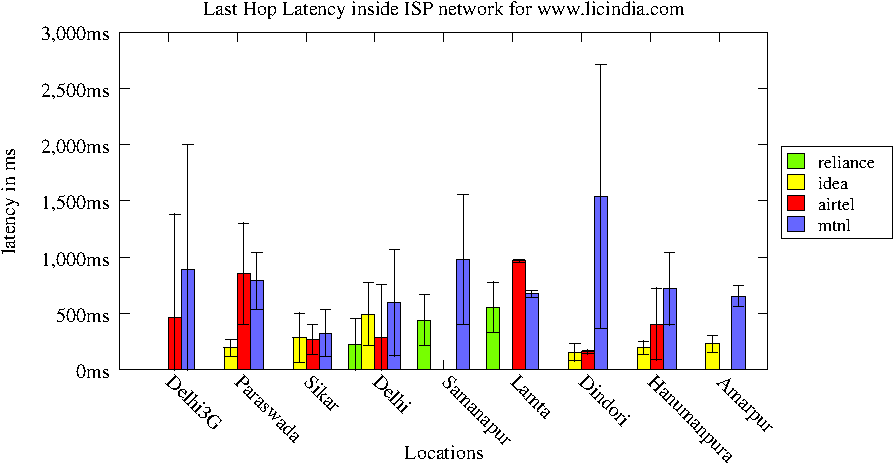 Last Hop Latency inside ISP network for www.licindia.com
3,000ms
2,500ms
2,000ms
1,500ms
1,000ms
500ms
0ms
latency in ms
Delhi3G
Paraswada
Sikar
Delhi
Samanapur
Lamta
Dindori
Hanumanpura
Amarpur
Locations
reliance
idea
airtel
mtnl